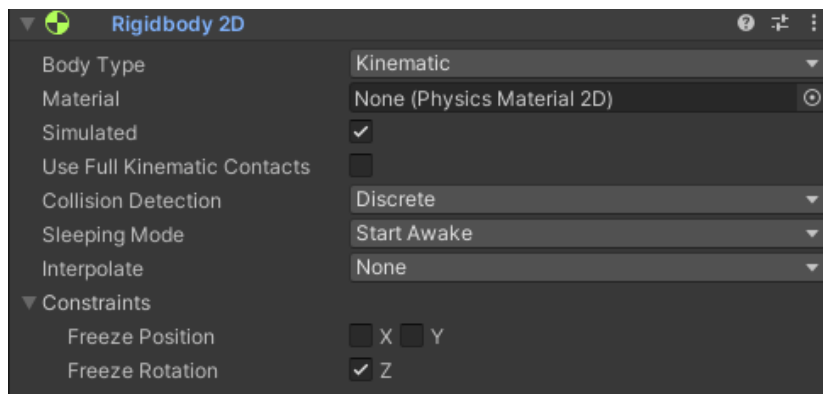 Rigidbody 2D
Body Type Kinematic
Material None (Physics Material 2D)
Simulated
Use Full Kinematic Contacts
Collision Detection Discrete
Sleeping Mode Start Awake
Interpolate None
Constraints
Freeze Position X Y
Freeze Rotation Z